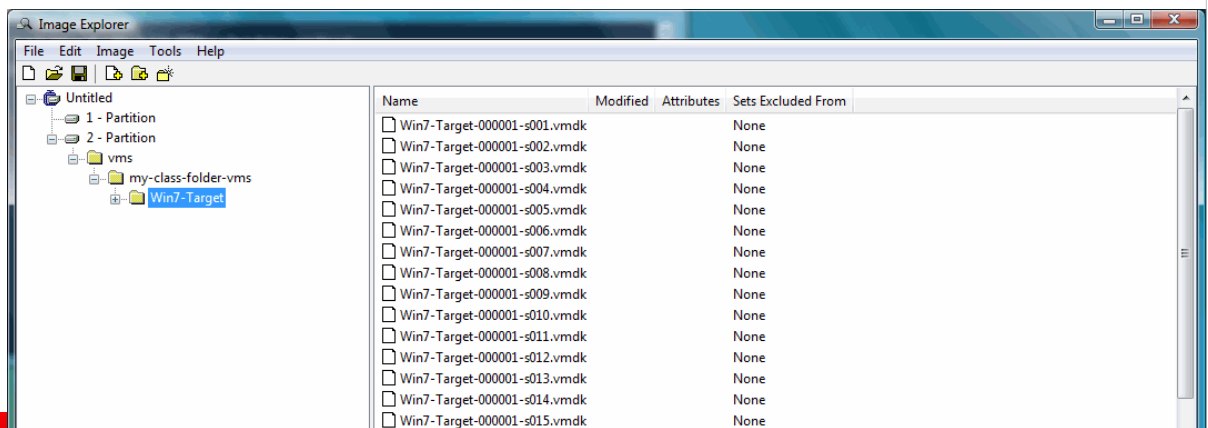 Image Explorer
File Edit Image Tools Help
Untitled
1 - Partition
2 - Partition
vms
my-class-folder-vms
Win7-Target
Name Modified Attributes Sets Excluded From
Win7-Target-000001-s001.vmdk None
Win7-Target-000001-s002.vmdk None
Win7-Target-000001-s003.vmdk None
Win7-Target-000001-s004.vmdk None
Win7-Target-000001-s005.vmdk None
Win7-Target-000001-s006.vmdk None
Win7-Target-000001-s007.vmdk None
Win7-Target-000001-s008.vmdk None
Win7-Target-000001-s009.vmdk None
Win7-Target-000001-s010.vmdk None
Win7-Target-000001-s011.vmdk None
Win7-Target-000001-s012.vmdk None
Win7-Target-000001-s013.vmdk None
Win7-Target-000001-s014.vmdk None
Win7-Target-000001-s015.vmdk None